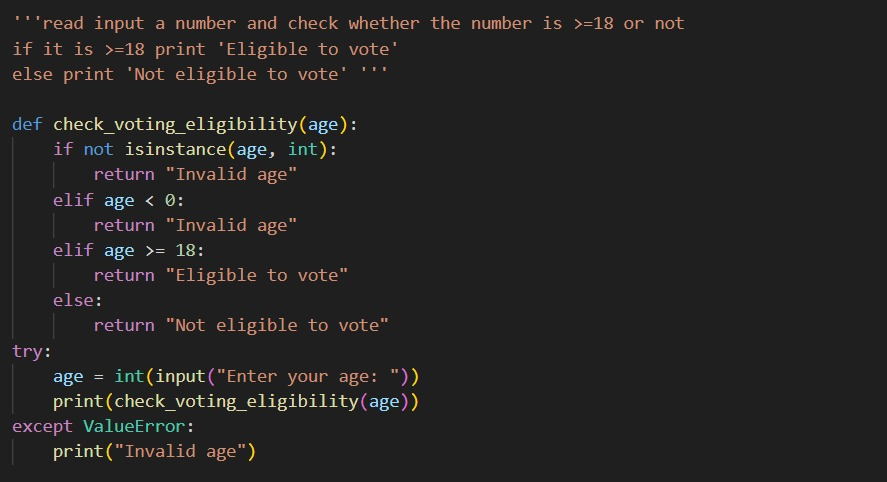 '''read input a number and check whether the number is >=18 or not
if it is >=18 print 'Eligible to vote'
else print 'Not eligible to vote' '''

def check_voting_eligibility(age):
    if not isinstance(age, int):
        return "Invalid age"
    elif age < 0:
        return "Invalid age"
    elif age >= 18:
        return "Eligible to vote"
    else:
        return "Not eligible to vote"
try:
    age = int(input("Enter your age: "))
    print(check_voting_eligibility(age))
except ValueError:
    print("Invalid age")